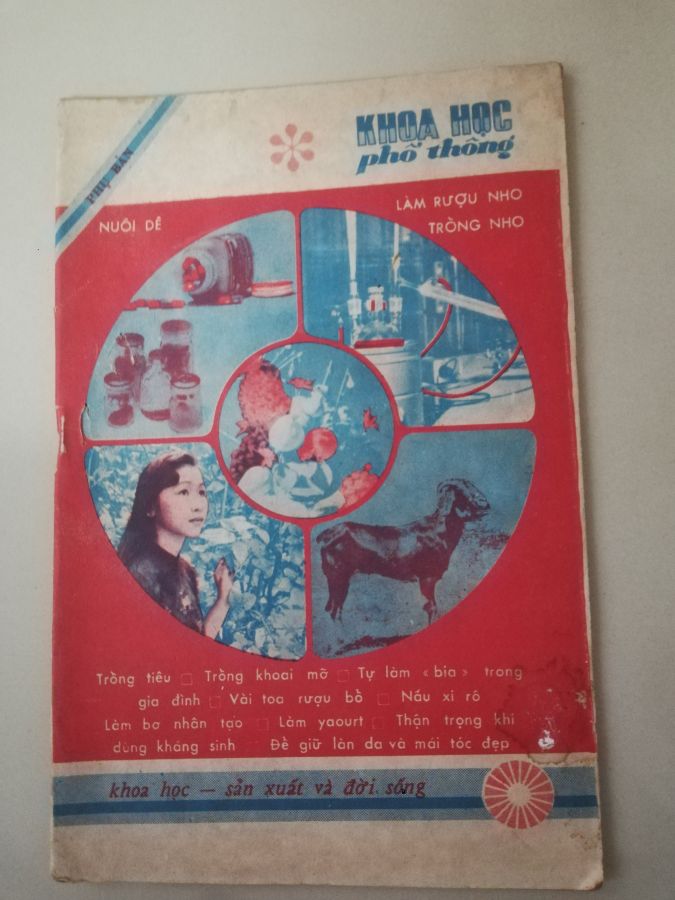 PHỤ BẢN
KHOA HỌC
phổ thông
NUÔI DÊ
LÀM RƯỢU NHO
TRỒNG NHO
Trồng tiêu □ Trồng khoai mỡ □ Tự làm «bia» trong
gia đình □ Vài toa rượu bổ □ Nấu xi rô
Làm bơ nhân tạo □ Làm yaourt □ Thận trọng khi
dùng kháng sinh □ Để giữ làn da và mái tóc đẹp
khoa học — sản xuất và đời sống